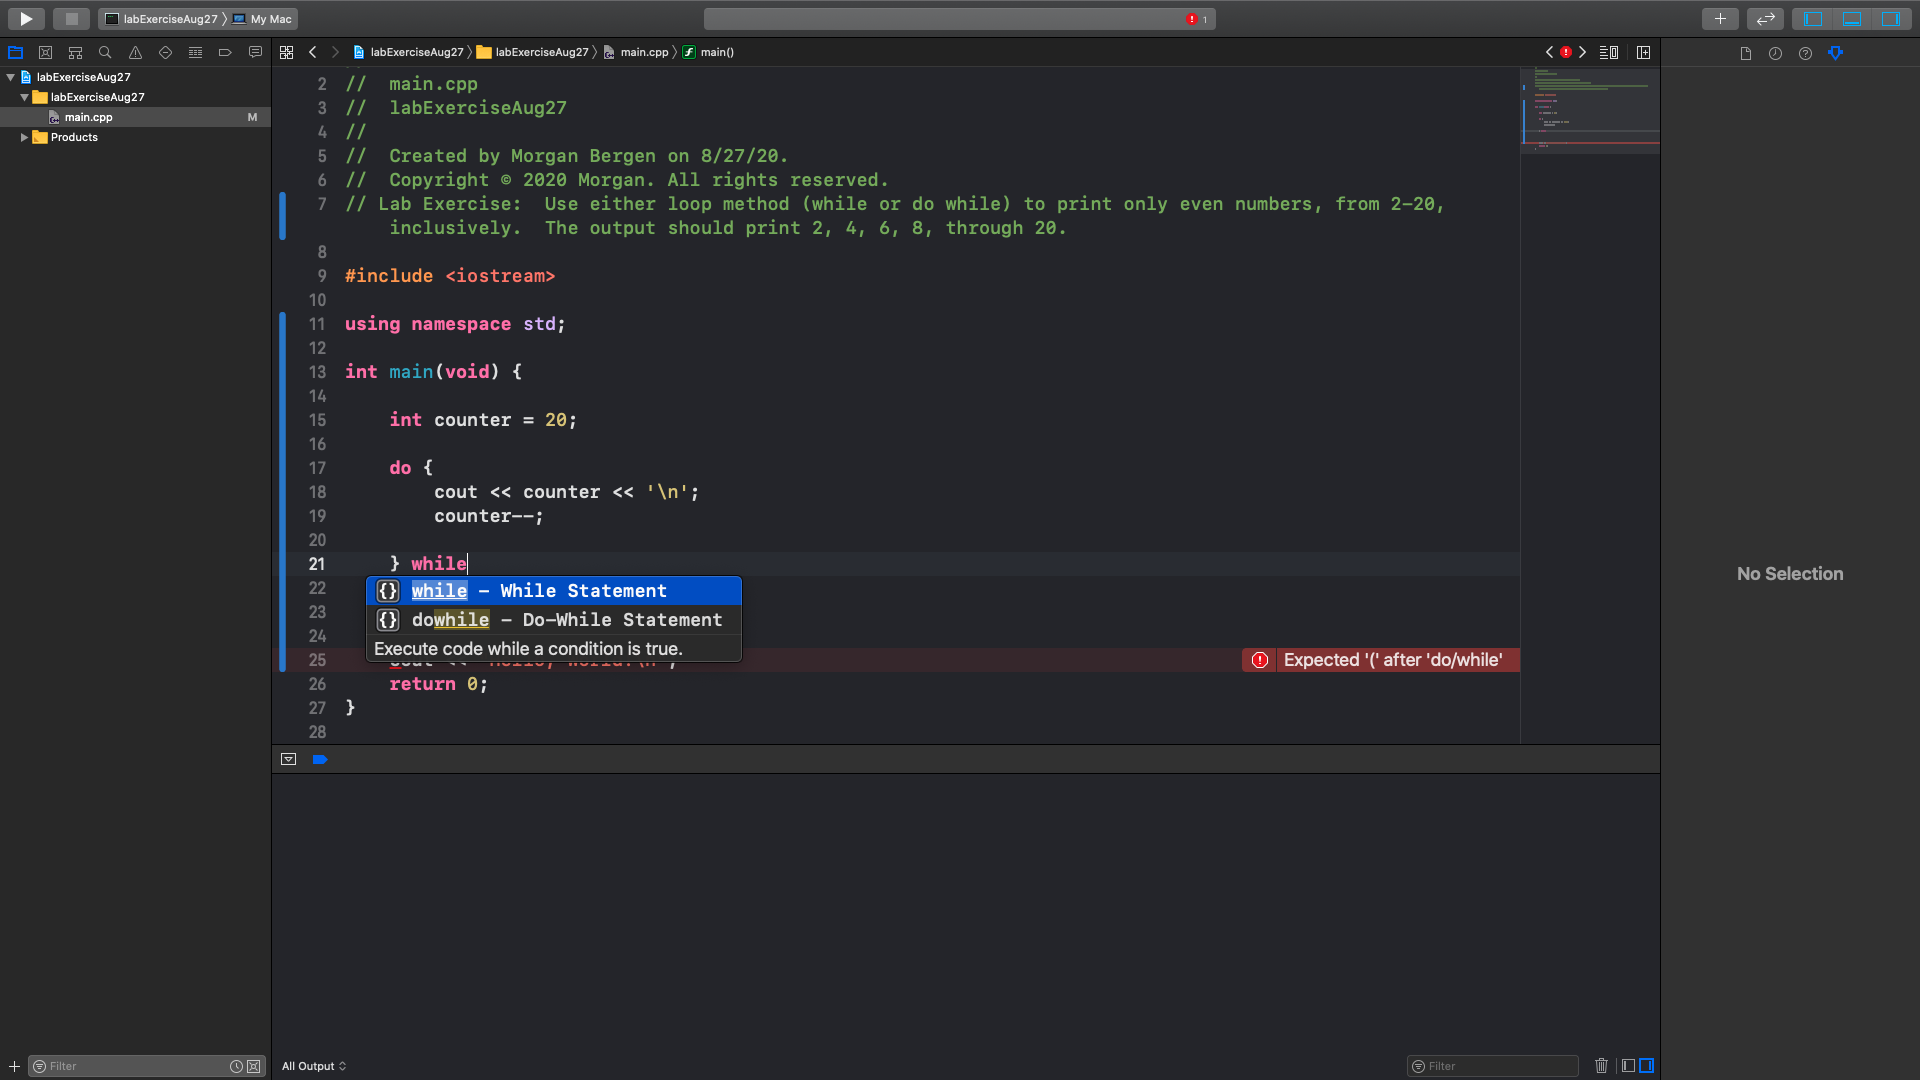 labExerciseAug27 〉 My Mac
1
labExerciseAug27 〉 labExerciseAug27 〉 main.cpp 〉 main()
labExerciseAug27
labExerciseAug27
main.cpp M
Products
2 //  main.cpp
3 //  labExerciseAug27
4 //
5 //  Created by Morgan Bergen on 8/27/20.
6 //  Copyright © 2020 Morgan. All rights reserved.
7 // Lab Exercise:  Use either loop method (while or do while) to print only even numbers, from 2-20,
inclusively.  The output should print 2, 4, 6, 8, through 20.
8
9 #include <iostream>
10
11 using namespace std;
12
13 int main(void) {
14
15     int counter = 20;
16
17     do {
18         cout << counter << '\n';
19         counter--;
20
21     } while
22 {} while – While Statement
23 {} dowhile – Do-While Statement
24 Execute code while a condition is true.
25 Expected '(' after 'do/while'
26     return 0;
27 }
28
No Selection
Filter
All Output
Filter